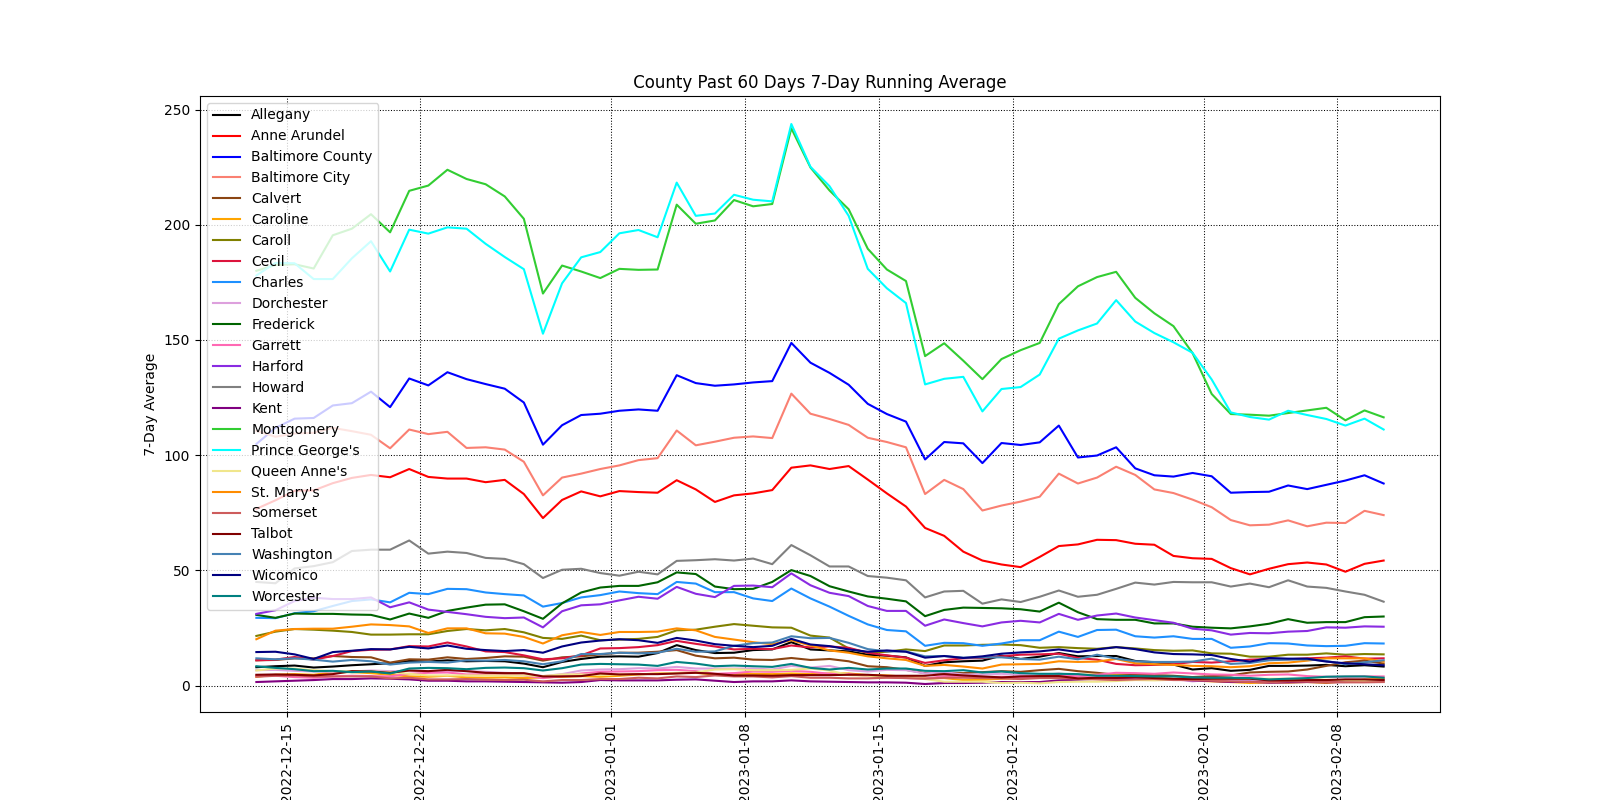 County Past 60 Days 7-Day Running Average
7-Day Average
250
200
150
100
50
0
Allegany
Anne Arundel
Baltimore County
Baltimore City
Calvert
Caroline
Caroll
Cecil
Charles
Dorchester
Frederick
Garrett
Harford
Howard
Kent
Montgomery
Prince George's
Queen Anne's
St. Mary's
Somerset
Talbot
Washington
Wicomico
Worcester
2022-12-15
2022-12-22
2023-01-01
2023-01-08
2023-01-15
2023-01-22
2023-02-01
2023-02-08